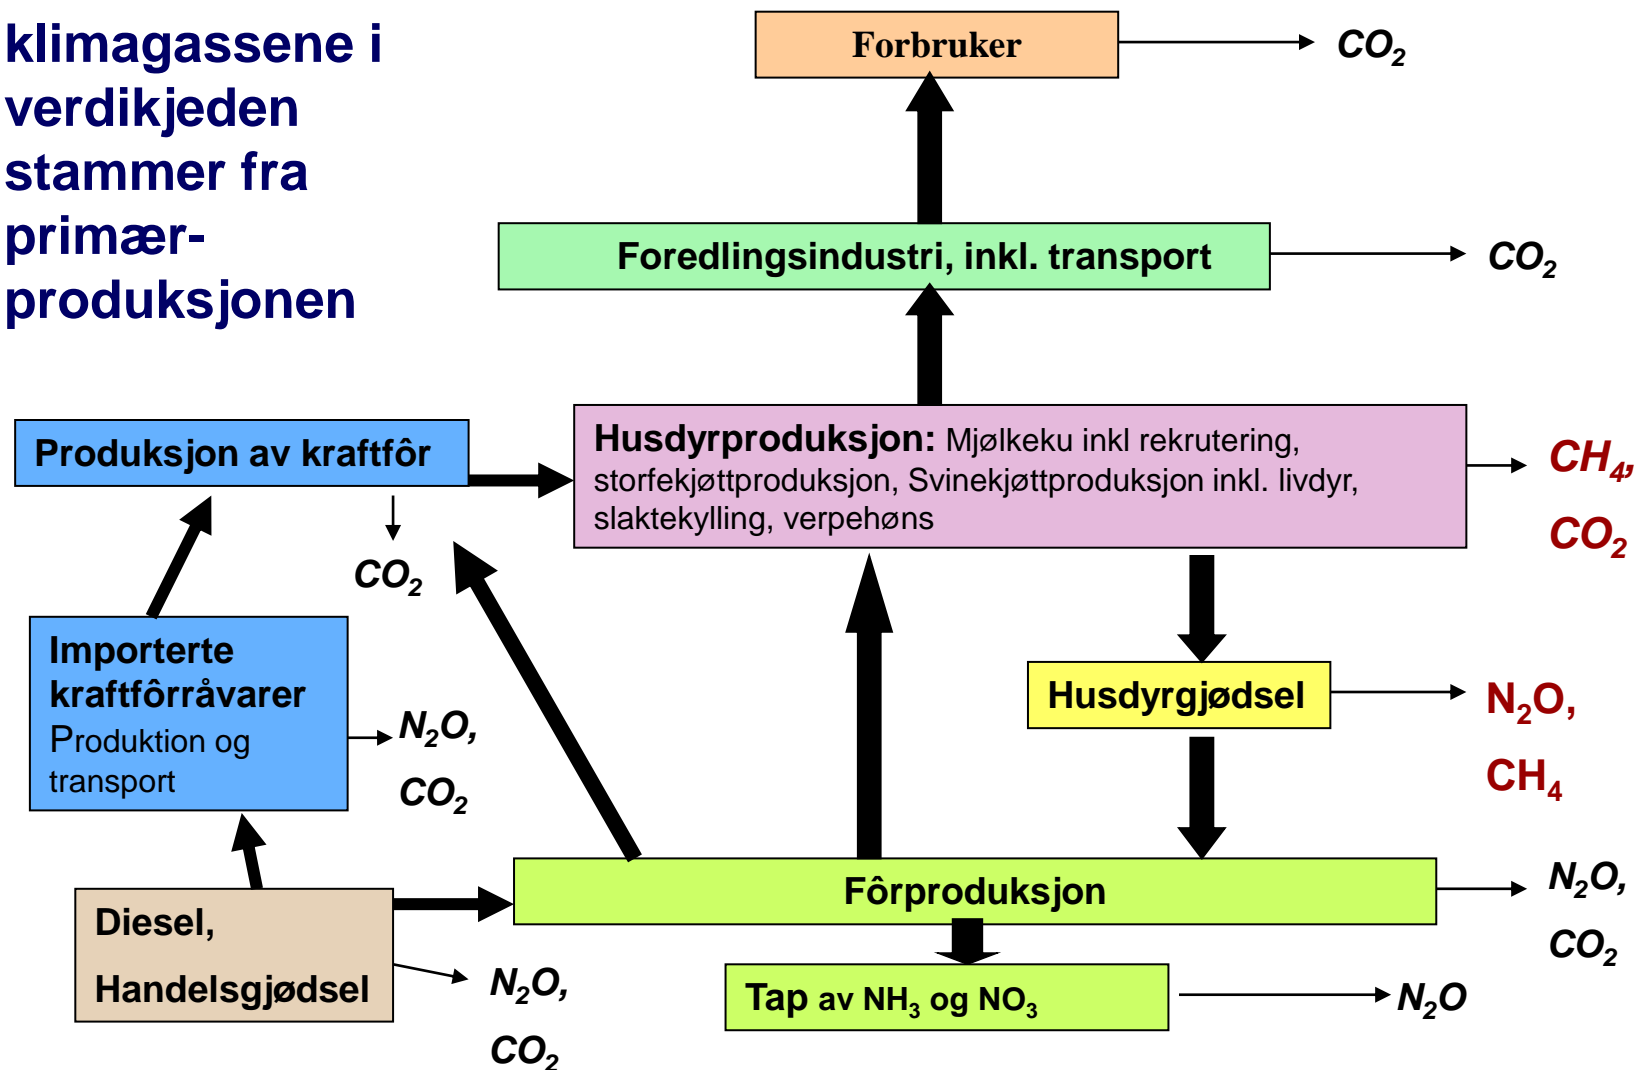 klimagassene i
verdikjeden
stammer fra
primær-
produksjonen
Forbruker
CO₂
Foredlingsindustri, inkl. transport
CO₂
Produksjon av kraftfôr
CO₂
Husdyrproduksjon: Mjølkeku inkl rekrutering,
storfekjøttproduksjon, Svinekjøttproduksjon inkl. livdyr,
slaktekylling, verpehøns
CH₄,
CO₂
Importerte
kraftfôrråvarer
Produktion og
transport
N₂O,
CO₂
Husdyrgjødsel
N₂O,
CH₄
Diesel,
Handelsgjødsel
N₂O,
CO₂
Fôrproduksjon
N₂O,
CO₂
Tap av NH₃ og NO₃
N₂O